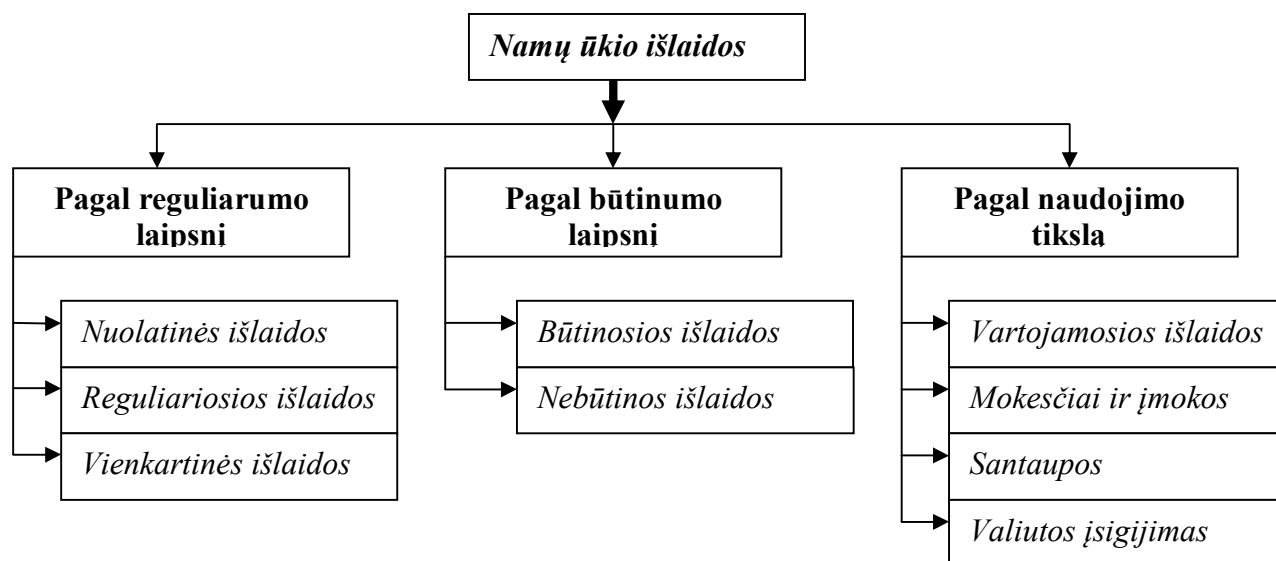 Namų ūkio išlaidos
Pagal reguliarumo
laipsnį
Nuolatinės išlaidos
Reguliariosios išlaidos
Vienkartinės išlaidos
Pagal būtinumo
laipsnį
Būtinosios išlaidos
Nebūtinos išlaidos
Pagal naudojimo
tikslą
Vartojamosios išlaidos
Mokesčiai ir įmokos
Santaupos
Valiutos įsigijimas